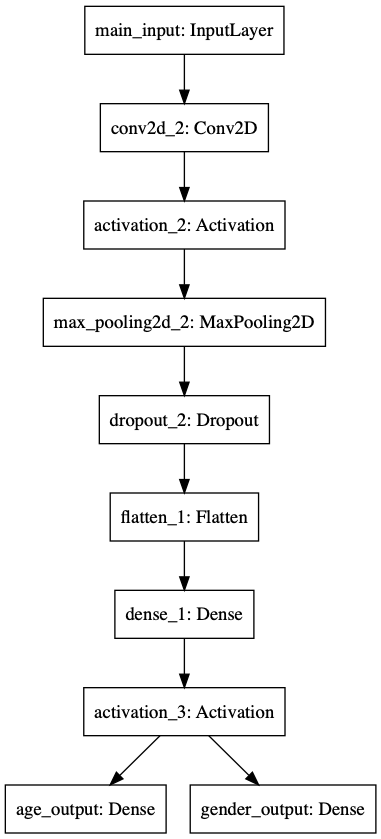 main_input: InputLayer
conv2d_2: Conv2D
activation_2: Activation
max_pooling2d_2: MaxPooling2D
dropout_2: Dropout
flatten_1: Flatten
dense_1: Dense
activation_3: Activation
age_output: Dense
gender_output: Dense